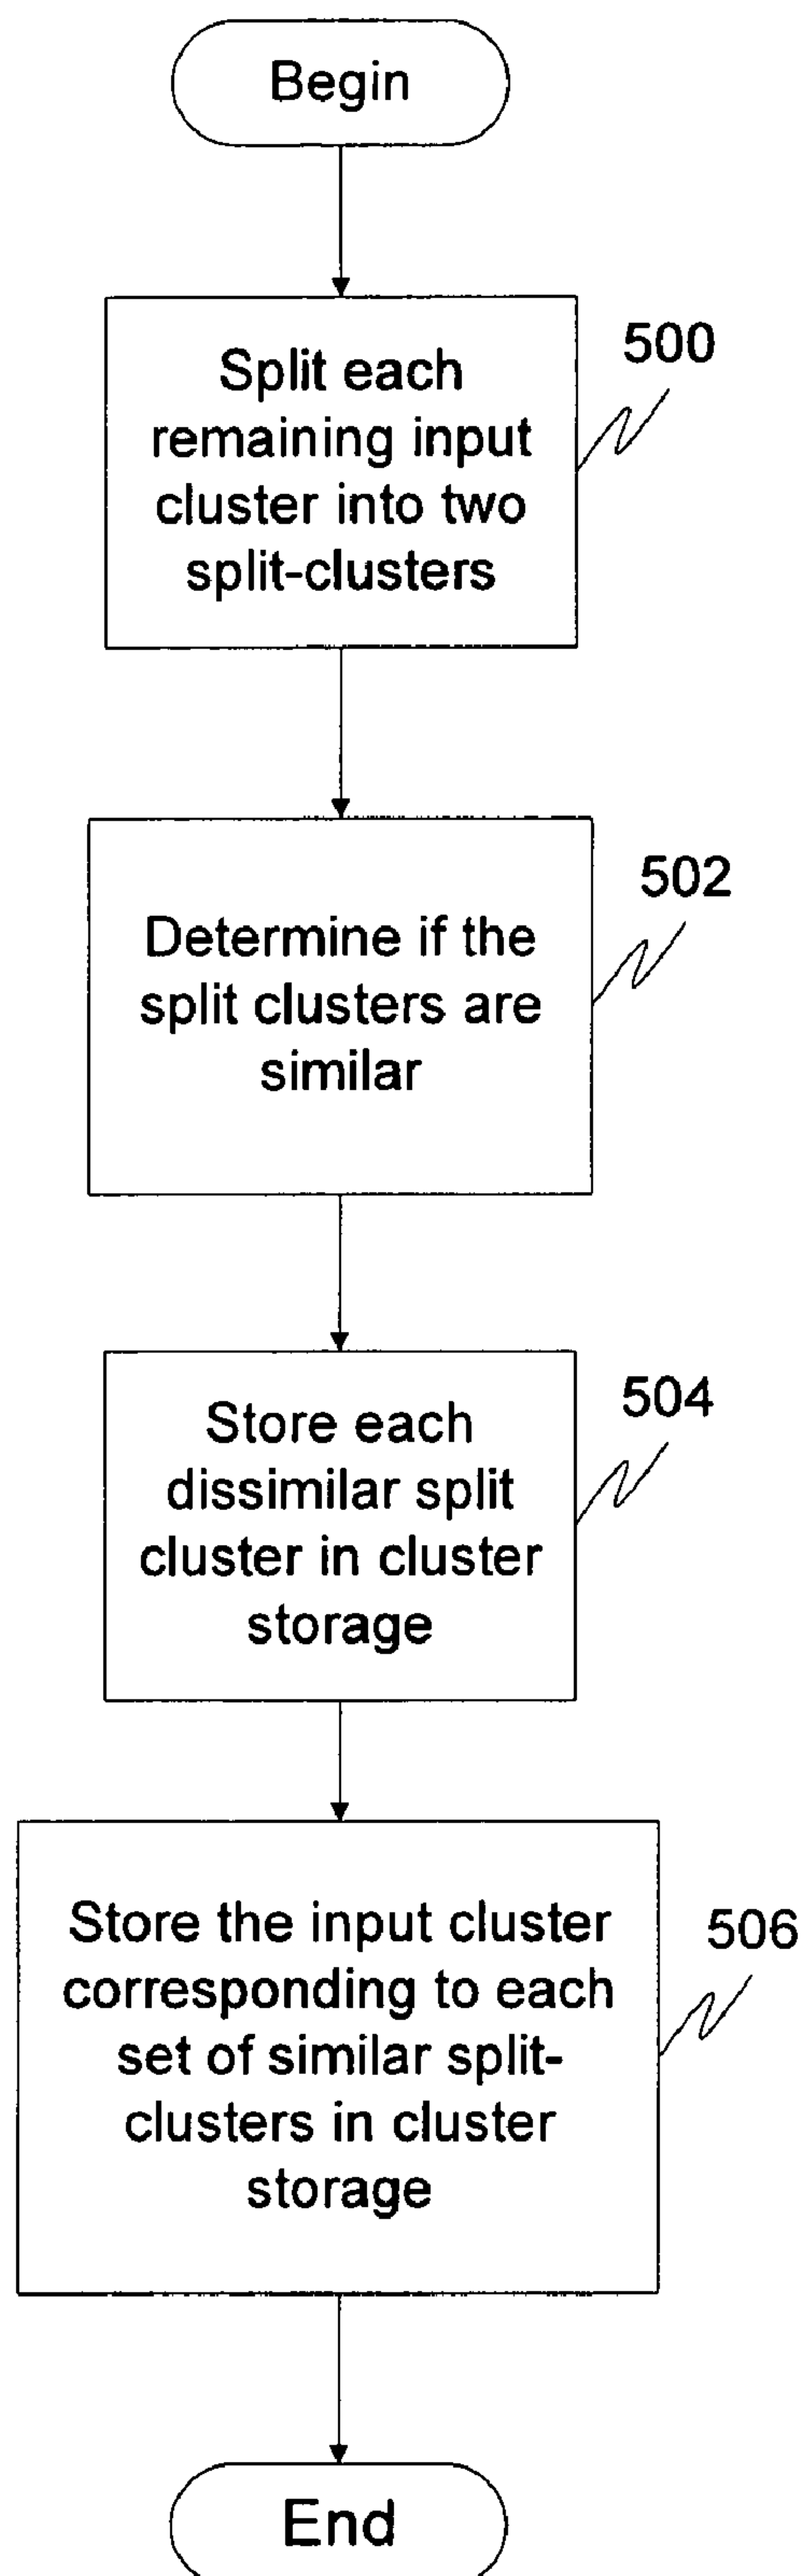 Begin
500
Split each
remaining input
cluster into two
split-clusters
502
Determine if the
split clusters are
similar
504
Store each
dissimilar split
cluster in cluster
storage
506
Store the input cluster
corresponding to each
set of similar split-
clusters in cluster
storage
End